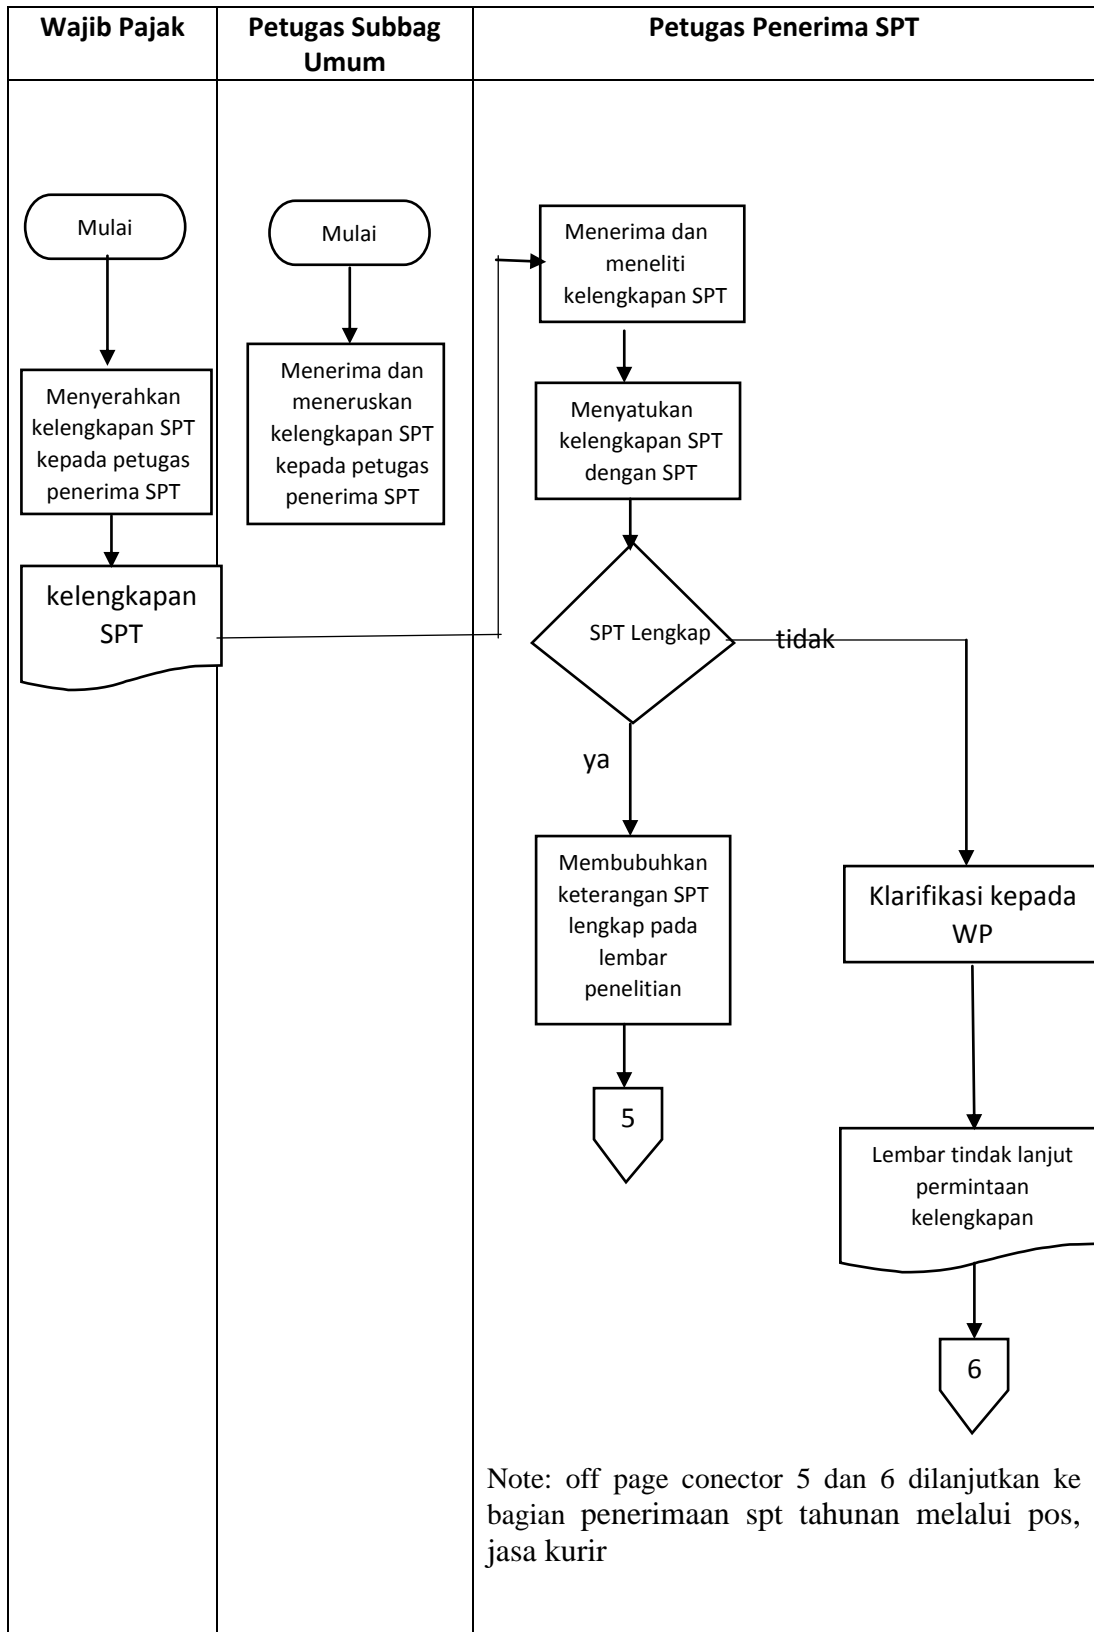 Wajib Pajak
Petugas Subbag
Umum
Petugas Penerima SPT
Mulai
Menyerahkan
kelengkapan SPT
kepada petugas
penerima SPT
kelengkapan
SPT
Mulai
Menerima dan
meneruskan
kelengkapan SPT
kepada petugas
penerima SPT
Menerima dan
meneliti
kelengkapan SPT
Menyatukan
kelengkapan SPT
dengan SPT
SPT Lengkap
tidak
ya
Membubuhkan
keterangan SPT
lengkap pada
lembar
penelitian
5
Klarifikasi kepada
WP
Lembar tindak lanjut
permintaan
kelengkapan
6
Note: off page conector 5 dan 6 dilanjutkan ke
bagian penerimaan spt tahunan melalui pos,
jasa kurir